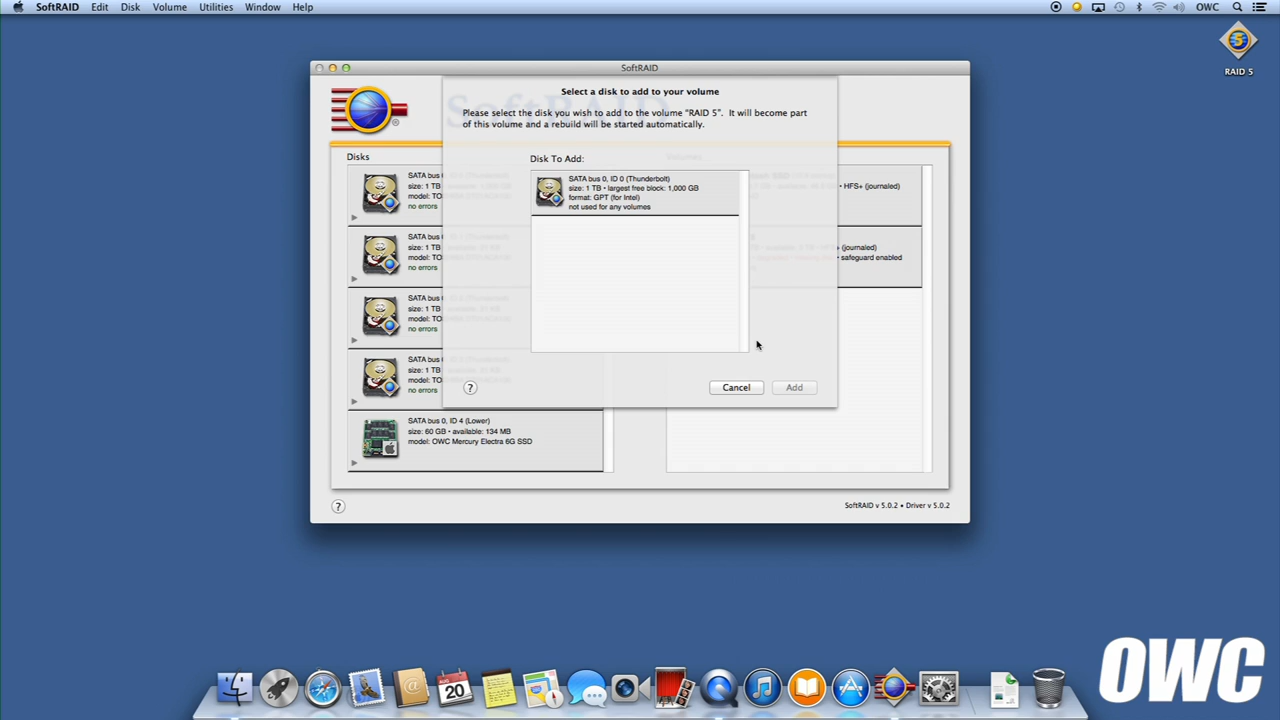 SoftRAID Edit Disk Volume Utilities Window Help OWC
RAID 5
SoftRAID
Select a disk to add to your volume
Please select the disk you wish to add to the volume "RAID 5". It will become part
of this volume and a rebuild will be started automatically.
Disks
Volumes
Disk To Add:
SATA bus 0, ID 0 (Thunderbolt)
size: 1 TB • largest free block: 1,000 GB
format: GPT (for Intel)
not used for any volumes
SATA bus
size: 1 TB
model: TO
no errors
SATA bus
size: 1 TB
model: TO
no errors
SATA bus
size: 1 TB
model: TO
no errors
SATA bus
size: 1 TB
model: TO
no errors
SATA bus 0, ID 4 (Lower)
size: 60 GB • available: 134 MB
model: OWC Mercury Electra 6G SSD
• HFS+ (journaled)
(journaled)
• safeguard enabled
?
Cancel
Add
?
SoftRAID v 5.0.2 • Driver v 5.0.2
AUG
20
OWC